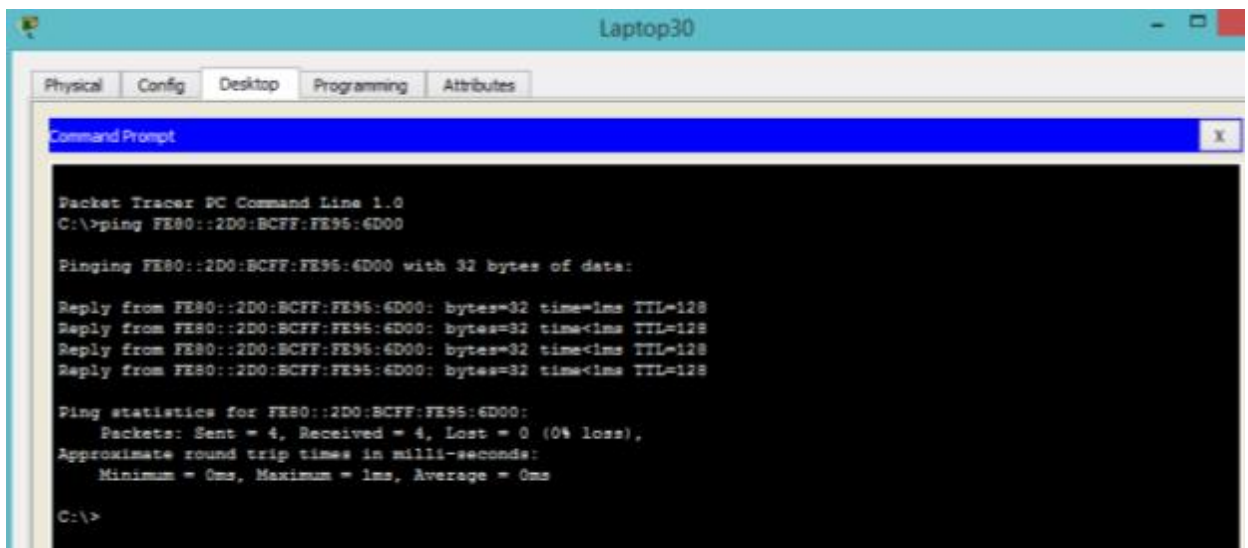 Laptop30
Physical Config Desktop Programming Attributes
Command Prompt X
Packet Tracer PC Command Line 1.0
C:\>ping FE80::2D0:BCFF:FE95:6D00
Pinging FE80::2D0:BCFF:FE95:6D00 with 32 bytes of data:
Reply from FE80::2D0:BCFF:FE95:6D00: bytes=32 time=1ms TTL=128
Reply from FE80::2D0:BCFF:FE95:6D00: bytes=32 time<1ms TTL=128
Reply from FE80::2D0:BCFF:FE95:6D00: bytes=32 time<1ms TTL=128
Reply from FE80::2D0:BCFF:FE95:6D00: bytes=32 time<1ms TTL=128
Ping statistics for FE80::2D0:BCFF:FE95:6D00:
Packets: Sent = 4, Received = 4, Lost = 0 (0% loss),
Approximate round trip times in milli-seconds:
Minimum = 0ms, Maximum = 1ms, Average = 0ms
C:\>